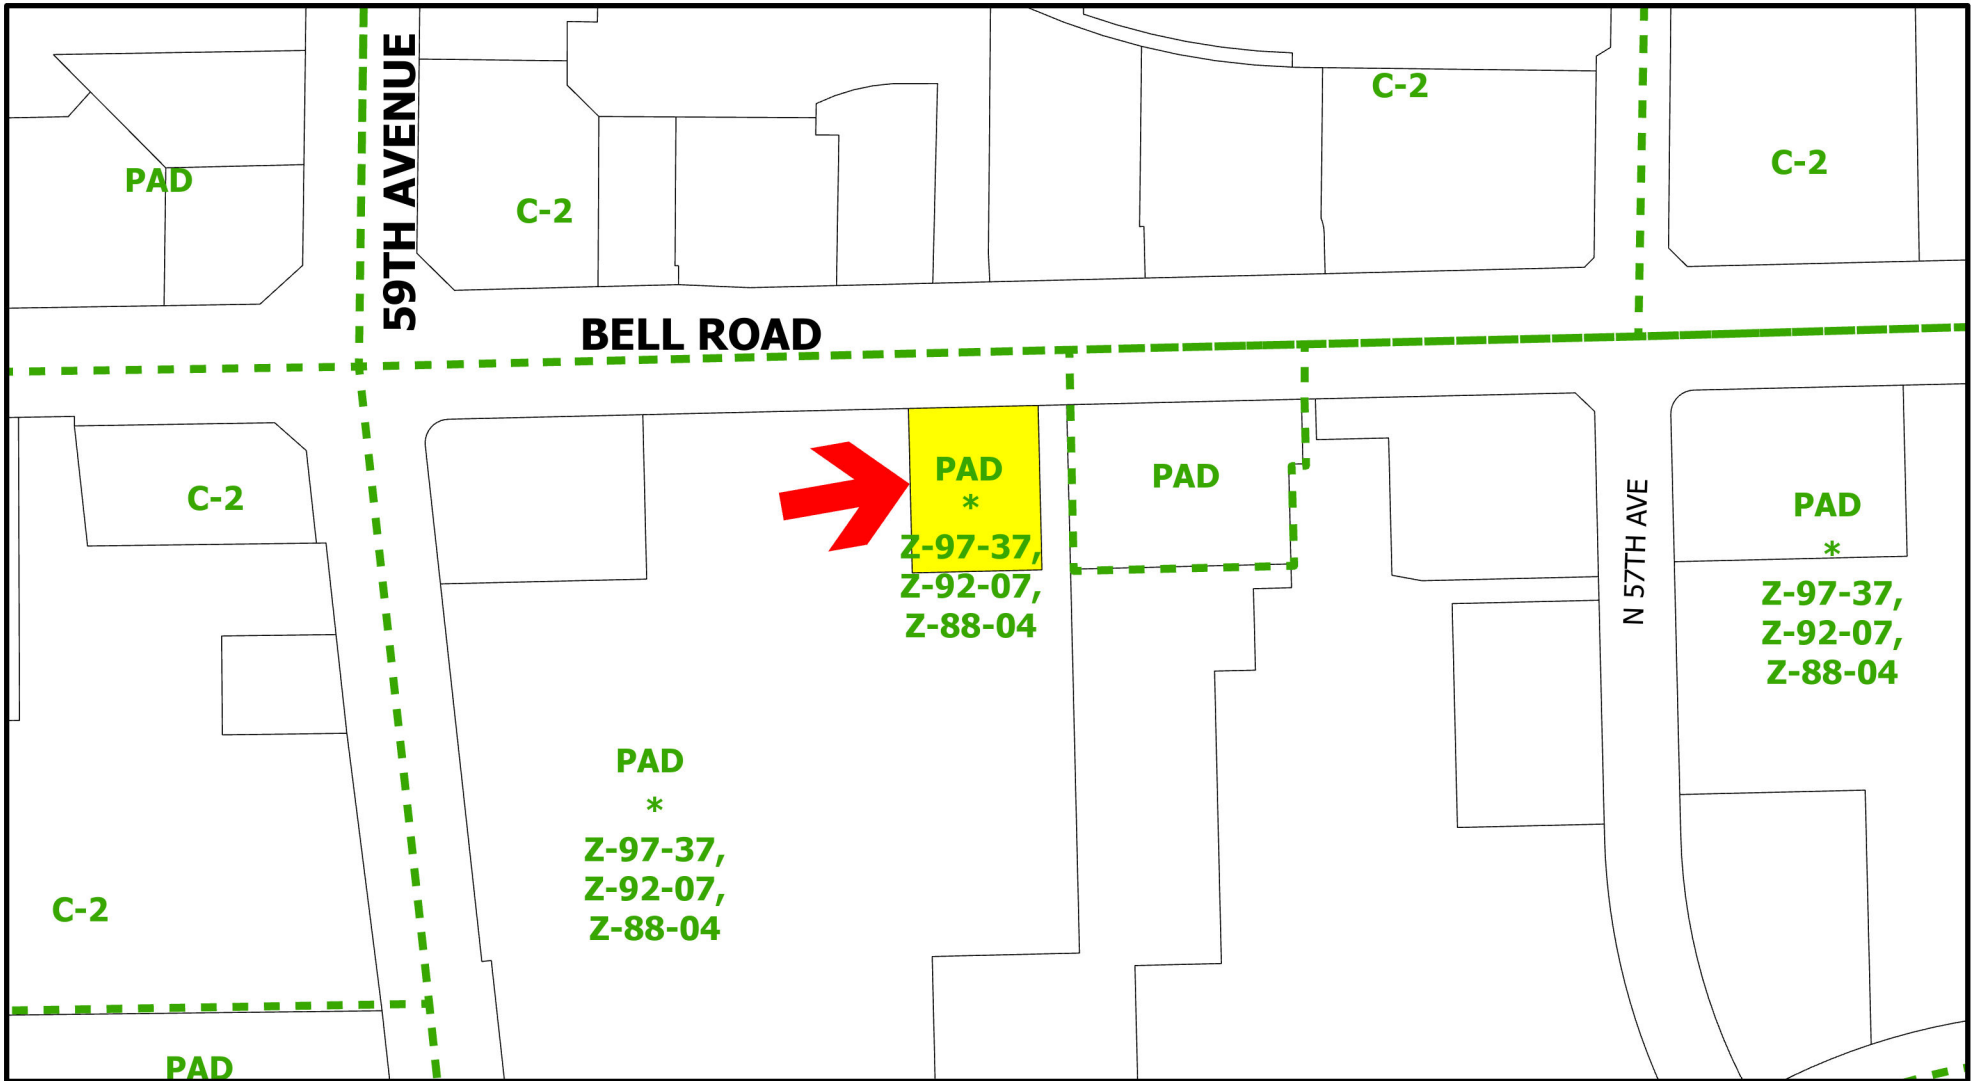 59TH AVENUE
C-2
C-2
PAD
C-2
BELL ROAD
PAD
*
Z-97-37,
Z-92-07,
Z-88-04
PAD
C-2
N 57TH AVE
PAD
*
Z-97-37,
Z-92-07,
Z-88-04
PAD
*
Z-97-37,
Z-92-07,
Z-88-04
C-2
PAD